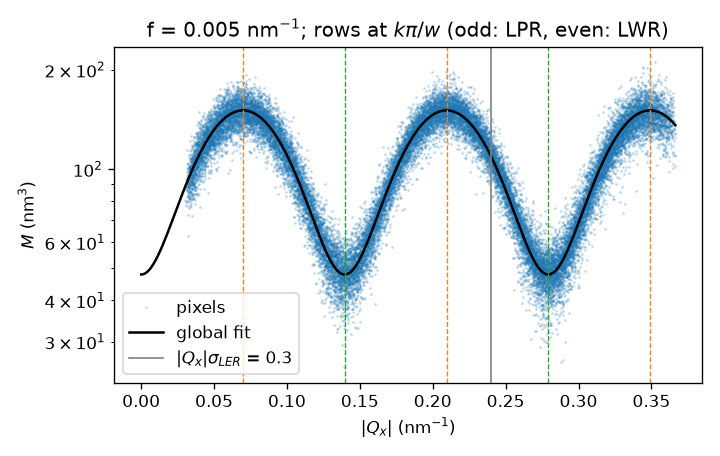 f = 0.005 nm⁻¹; rows at kπ/w (odd: LPR, even: LWR)
2 × 10²
10²
6 × 10¹
4 × 10¹
3 × 10¹
M (nm³)
pixels
global fit
|Qₓ|σ_LER = 0.3
0.00 0.05 0.10 0.15 0.20 0.25 0.30 0.35
|Qₓ| (nm⁻¹)